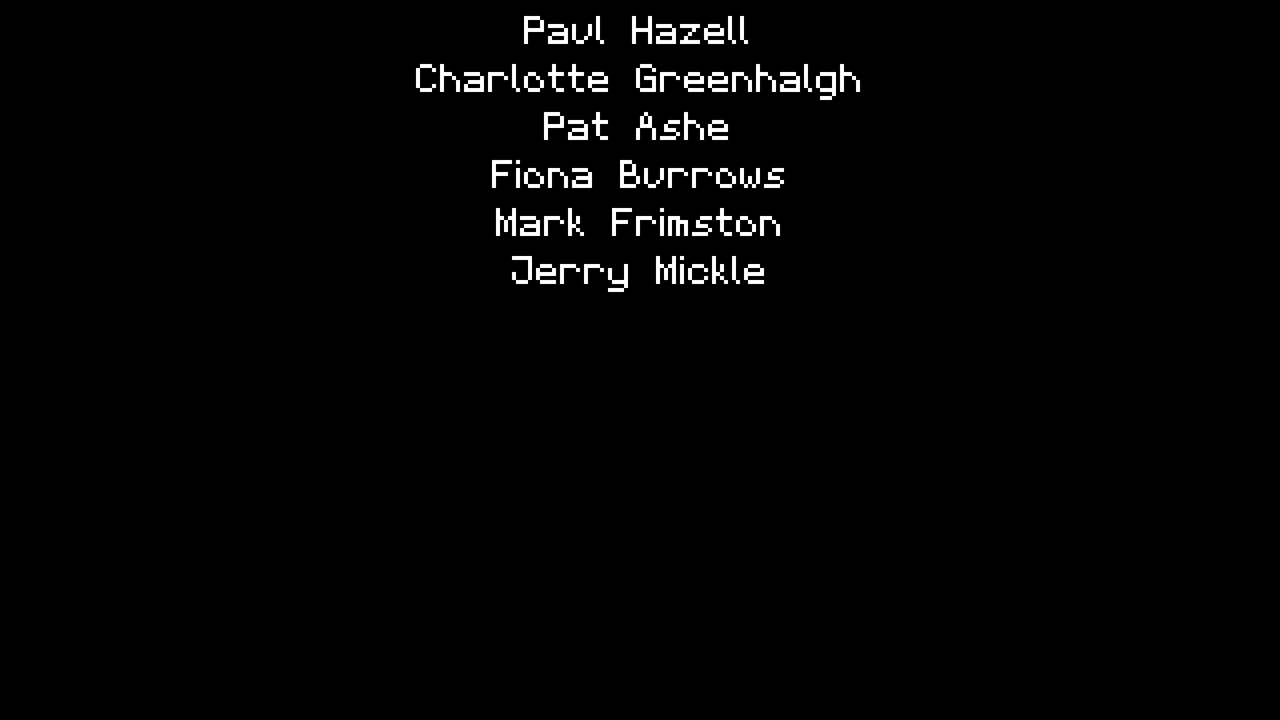 Paul Hazell
Charlotte Greenhalgh
Pat Ashe
Fiona Burrows
Mark Frimston
Jerry Mickle